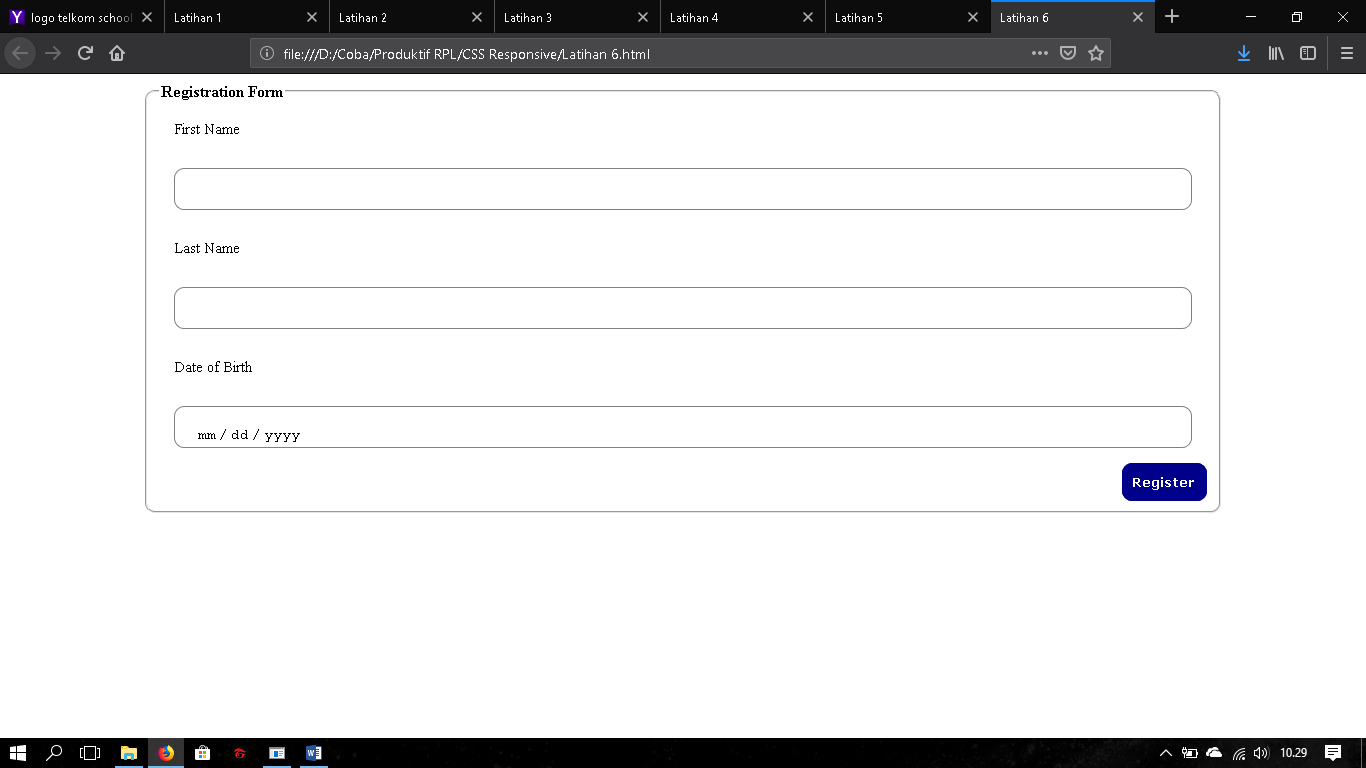 logo telkom school
Latihan 1
Latihan 2
Latihan 3
Latihan 4
Latihan 5
Latihan 6
file:///D:/Coba/Produktif RPL/CSS Responsive/Latihan 6.html
Registration Form
First Name
Last Name
Date of Birth
mm / dd / yyyy
Register
10.29